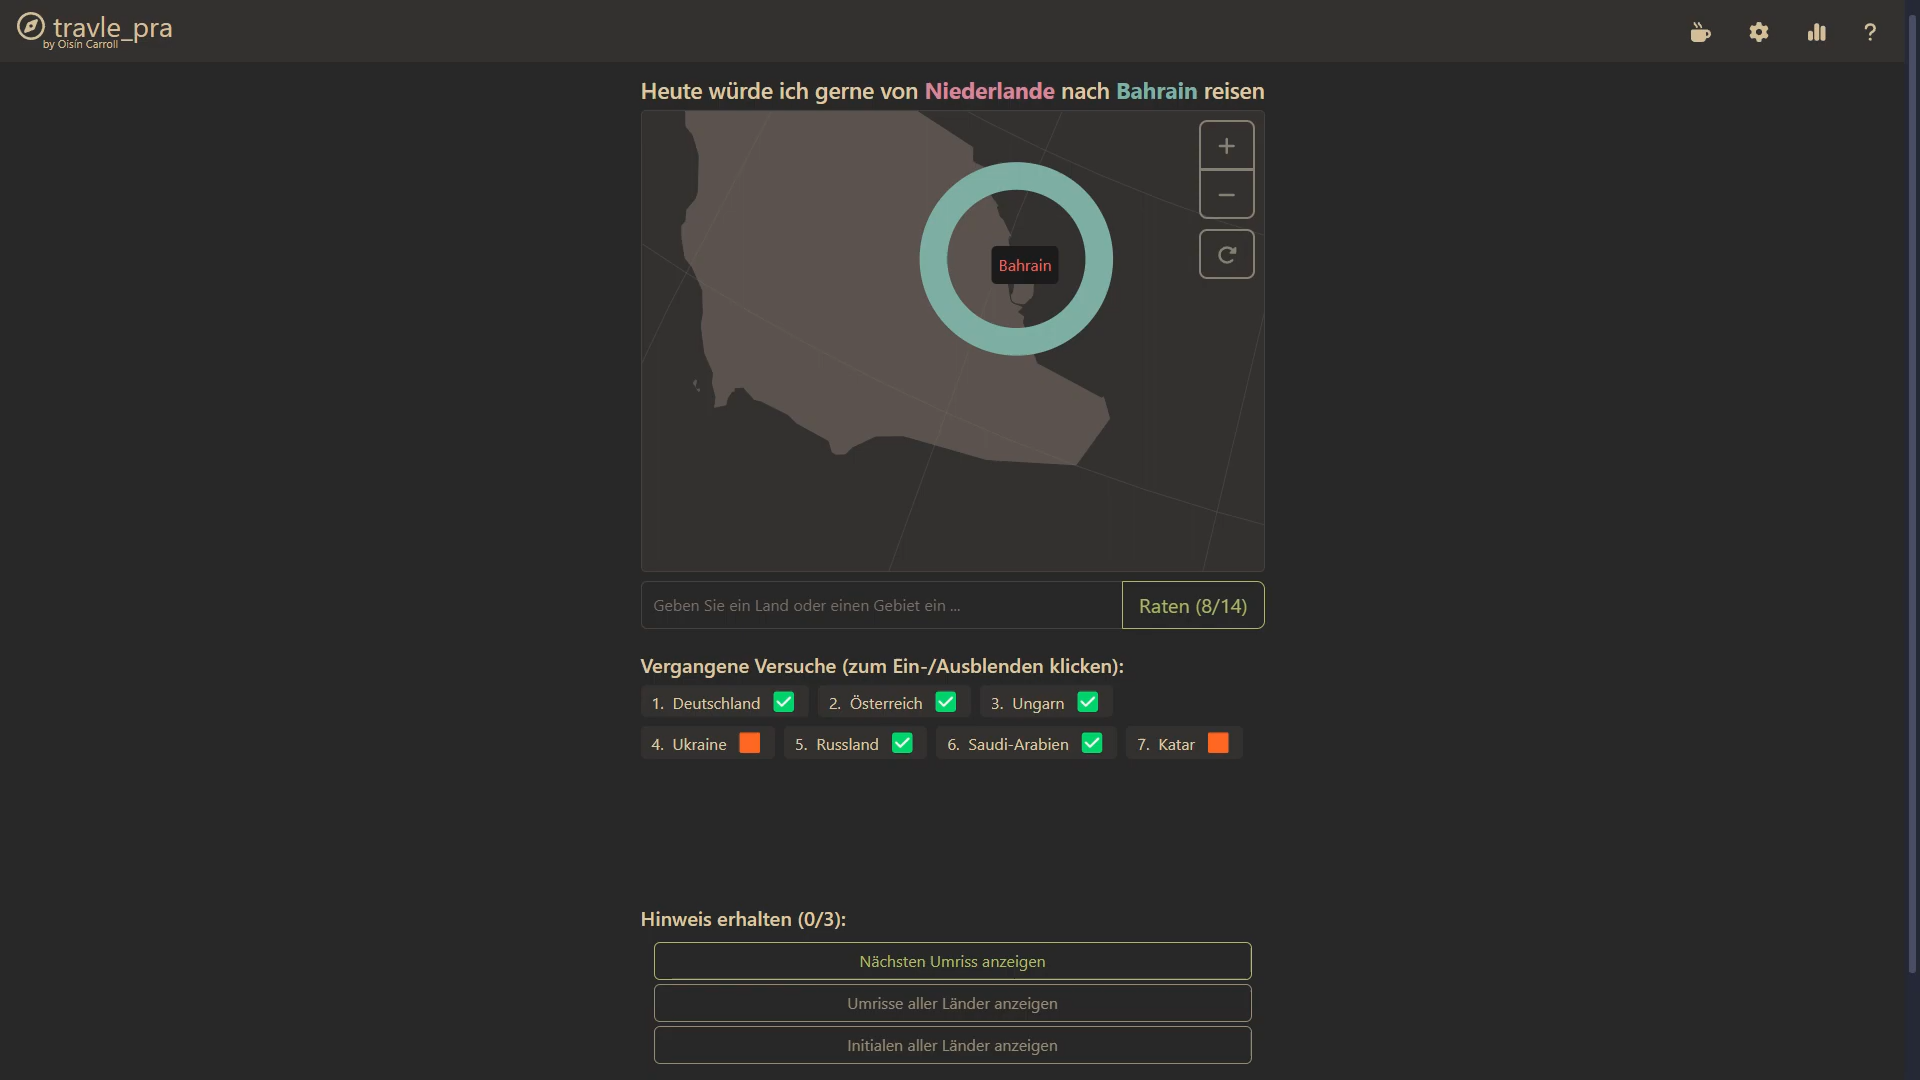 travle_pra
by Oisín Carroll
?
Heute würde ich gerne von Niederlande nach Bahrain reisen
+
−
Bahrain
Geben Sie ein Land oder einen Gebiet ein ...
Raten (8/14)
Vergangene Versuche (zum Ein-/Ausblenden klicken):
1. Deutschland
2. Österreich
3. Ungarn
4. Ukraine
5. Russland
6. Saudi-Arabien
7. Katar
Hinweis erhalten (0/3):
Nächsten Umriss anzeigen
Umrisse aller Länder anzeigen
Initialen aller Länder anzeigen